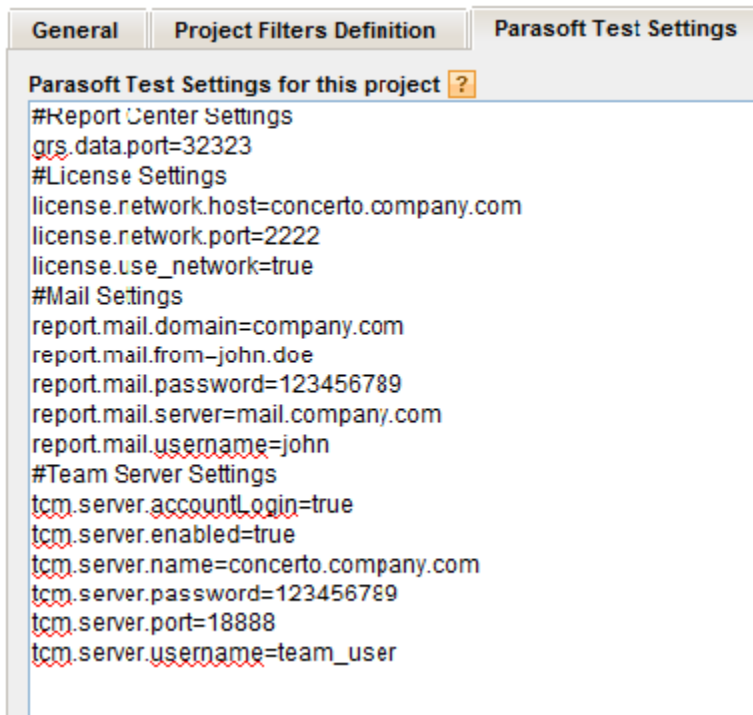 General Project Filters Definition Parasoft Test Settings
Parasoft Test Settings for this project ?
#Report Center Settings
grs.data.port=32323
#License Settings
license.network.host=concerto.company.com
license.network.port=2222
license.use_network=true
#Mail Settings
report.mail.domain=company.com
report.mail.from=john.doe
report.mail.password=123456789
report.mail.server=mail.company.com
report.mail.username=john
#Team Server Settings
tcm.server.accountLogin=true
tcm.server.enabled=true
tcm.server.name=concerto.company.com
tcm.server.password=123456789
tcm.server.port=18888
tcm.server.username=team_user